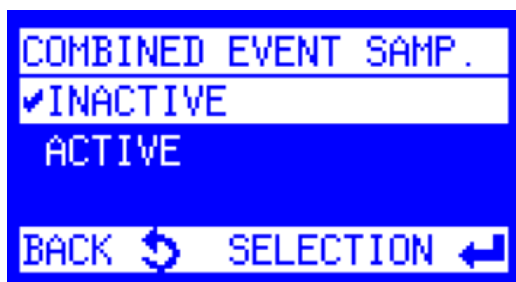 COMBINED EVENT SAMP.
✔INACTIVE
ACTIVE
BACK SELECTION